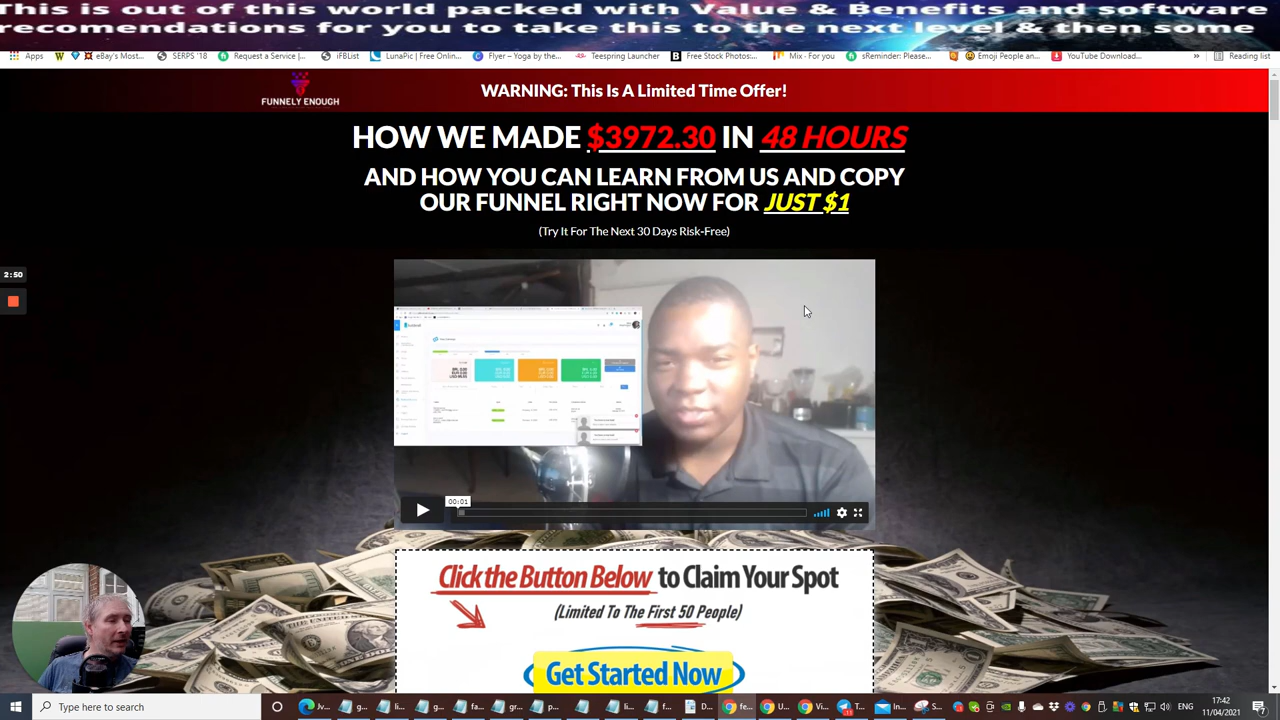 This is out of this world packed with Value & Benefits and software
recomendations for you to take this to the next level & then some
Apps
eBay's Most...
SERPS '18
Request a Service |...
iFBList
LunaPic | Free Onlin...
Flyer – Yoga by the...
Teespring Launcher
Free Stock Photos:...
Mix · For you
sReminder: Please...
Emoji People an...
YouTube Download...
»
Reading list
FUNNELY ENOUGH
WARNING: This Is A Limited Time Offer!
HOW WE MADE $3972.30 IN 48 HOURS
AND HOW YOU CAN LEARN FROM US AND COPY
OUR FUNNEL RIGHT NOW FOR JUST $1
(Try It For The Next 30 Days Risk-Free)
2:50
00:01
Click the Button Below to Claim Your Spot
(Limited To The First 50 People)
Get Started Now
Type here to search
ENG
17:42
11/04/2021